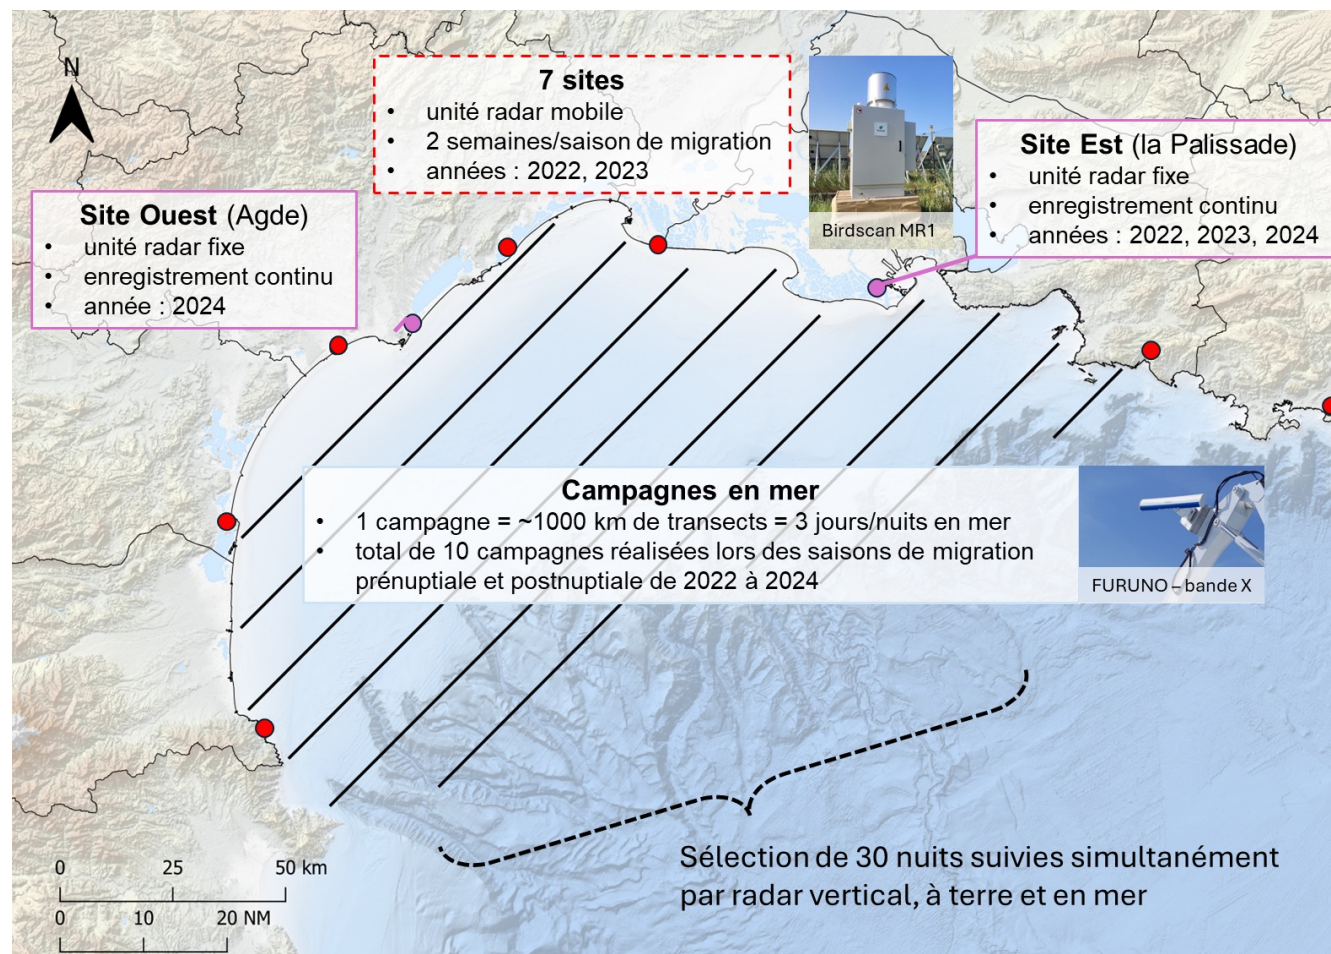 N
7 sites
• unité radar mobile
• 2 semaines/saison de migration
• années : 2022, 2023
Birdscan MR1
Site Est (la Palissade)
• unité radar fixe
• enregistrement continu
• années : 2022, 2023, 2024
Site Ouest (Agde)
• unité radar fixe
• enregistrement continu
• année : 2024
Campagnes en mer
• 1 campagne = ~1000 km de transects = 3 jours/nuits en mer
• total de 10 campagnes réalisées lors des saisons de migration
prénuptiale et postnuptiale de 2022 à 2024
FURUNO – bande X
Sélection de 30 nuits suivies simultanément
par radar vertical, à terre et en mer
0 25 50 km
0 10 20 NM